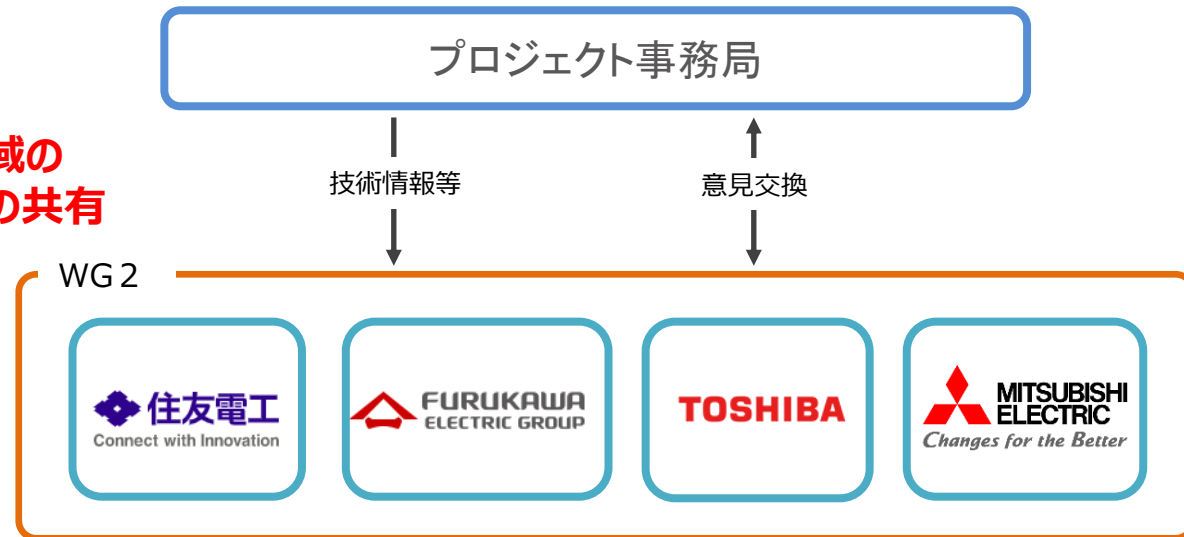 プロジェクト事務局
域の
の共有
技術情報等
意見交換
WG2
住友電工
Connect with Innovation
FURUKAWA
ELECTRIC GROUP
TOSHIBA
MITSUBISHI
ELECTRIC
Changes for the Better